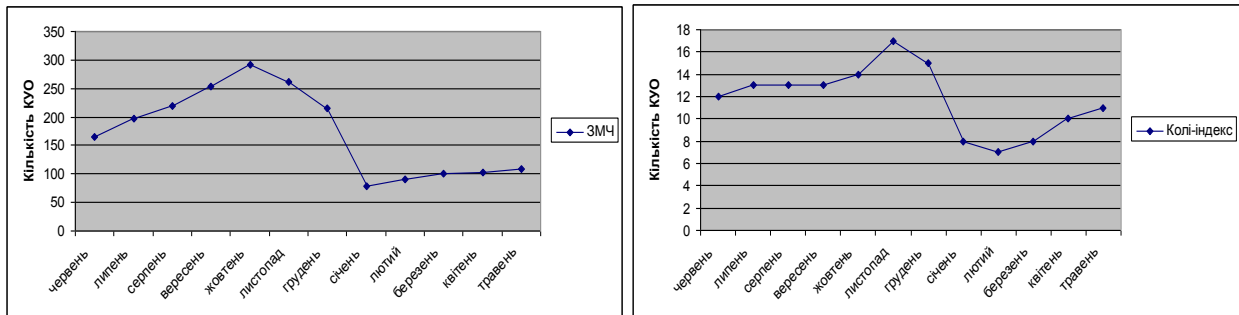 Кількість КУО
350
300
250
200
150
100
50
0
червень
липень
серпень
вересень
жовтень
листопад
грудень
січень
лютий
березень
квітень
травень
ЗМЧ
Кількість КУО
18
16
14
12
10
8
6
4
2
0
червень
липень
серпень
вересень
жовтень
листопад
грудень
січень
лютий
березень
квітень
травень
Колі-індекс